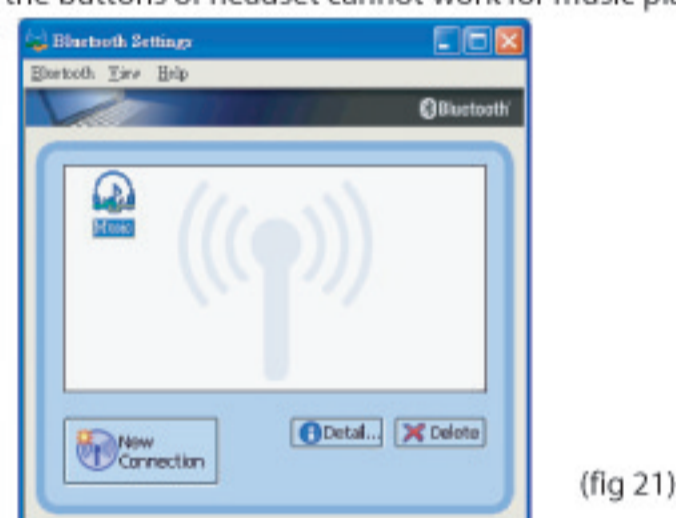 the buttons of headset cannot work for music pla
Bluetooth Settings
Bluetooth View Help
Bluetooth
Music
New
Connection
Detail...
Delete
(fig 21)